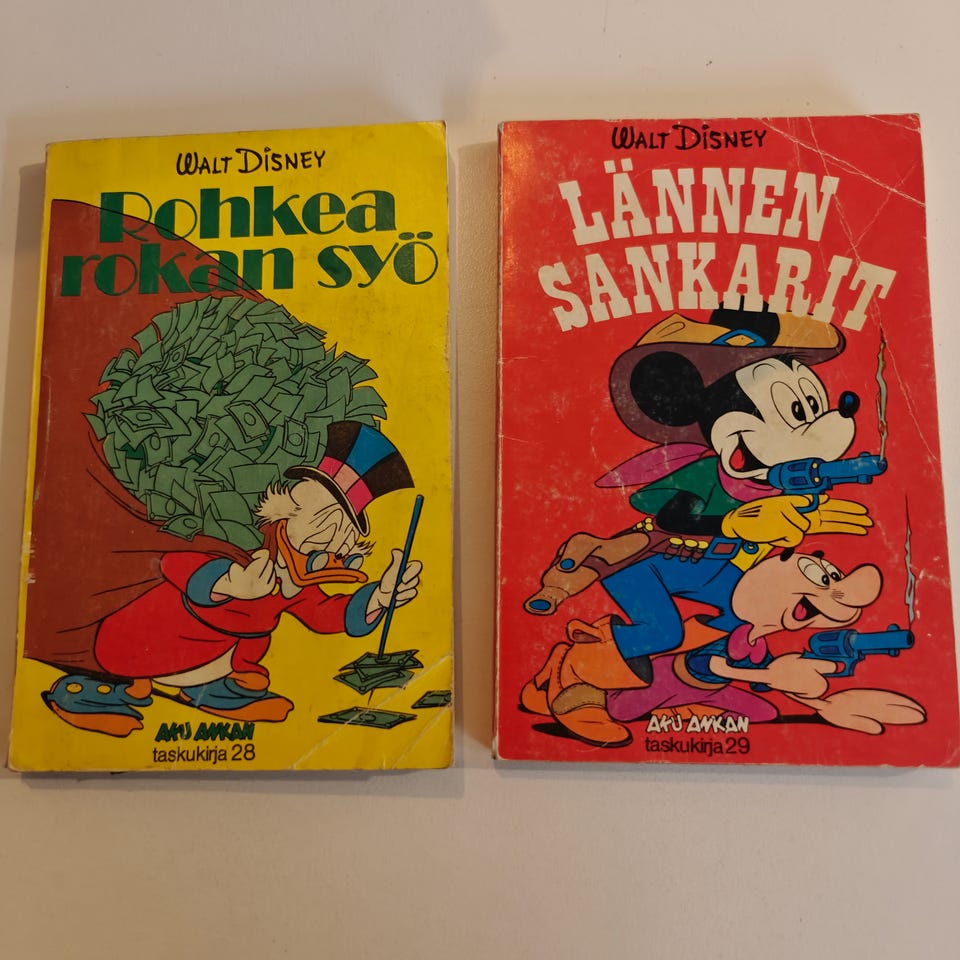 WALT DISNEY
Rohkea
rokan syö
AKU ANKAN
taskukirja 28
WALT DISNEY
LÄNNEN
SANKARIT
AKU ANKAN
taskukirja 29